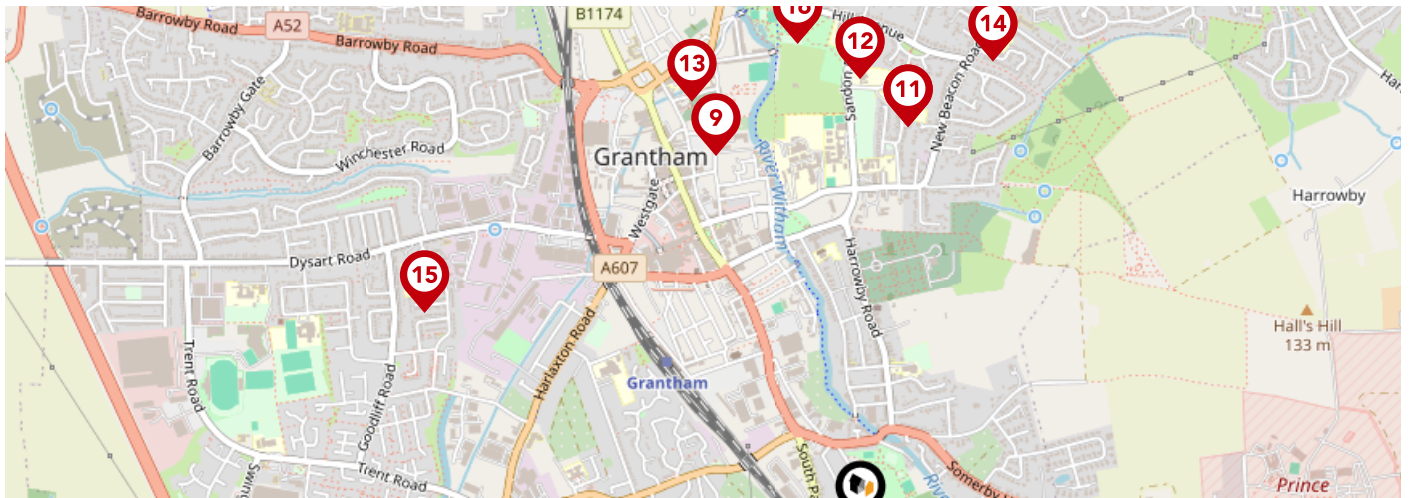 Barrowby Road
A52
Barrowby Road
B1174
16
Hill Avenue
14
12
13
11
9
Sandon
New Beacon Road
Barrowby Gate
Winchester Road
Grantham
River Witham
Westgate
Harrowby
Dysart Road
A607
15
Harrowby Road
Hall's Hill
133 m
Trent Road
Harlaxton Road
Grantham
Goodliff Road
Trent Road
South Pa
Somerby H
Prince